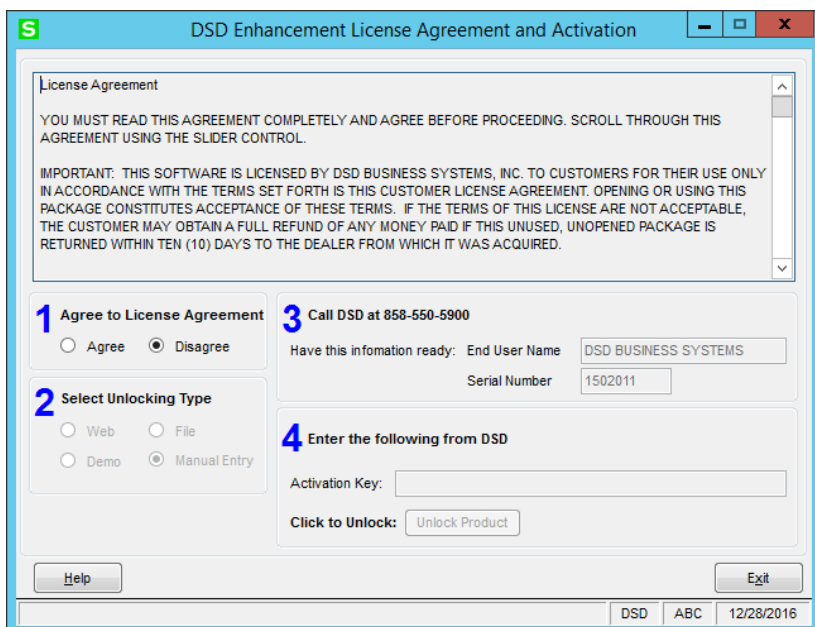 S DSD Enhancement License Agreement and Activation
License Agreement
YOU MUST READ THIS AGREEMENT COMPLETELY AND AGREE BEFORE PROCEEDING. SCROLL THROUGH THIS
AGREEMENT USING THE SLIDER CONTROL.
IMPORTANT: THIS SOFTWARE IS LICENSED BY DSD BUSINESS SYSTEMS, INC. TO CUSTOMERS FOR THEIR USE ONLY
IN ACCORDANCE WITH THE TERMS SET FORTH IS THIS CUSTOMER LICENSE AGREEMENT. OPENING OR USING THIS
PACKAGE CONSTITUTES ACCEPTANCE OF THESE TERMS. IF THE TERMS OF THIS LICENSE ARE NOT ACCEPTABLE,
THE CUSTOMER MAY OBTAIN A FULL REFUND OF ANY MONEY PAID IF THIS UNUSED, UNOPENED PACKAGE IS
RETURNED WITHIN TEN (10) DAYS TO THE DEALER FROM WHICH IT WAS ACQUIRED.
1 Agree to License Agreement
Agree Disagree
2 Select Unlocking Type
Web File
Demo Manual Entry
3 Call DSD at 858-550-5900
Have this infomation ready: End User Name DSD BUSINESS SYSTEMS
Serial Number 1502011
4 Enter the following from DSD
Activation Key:
Click to Unlock: Unlock Product
Help Exit
DSD ABC 12/28/2016